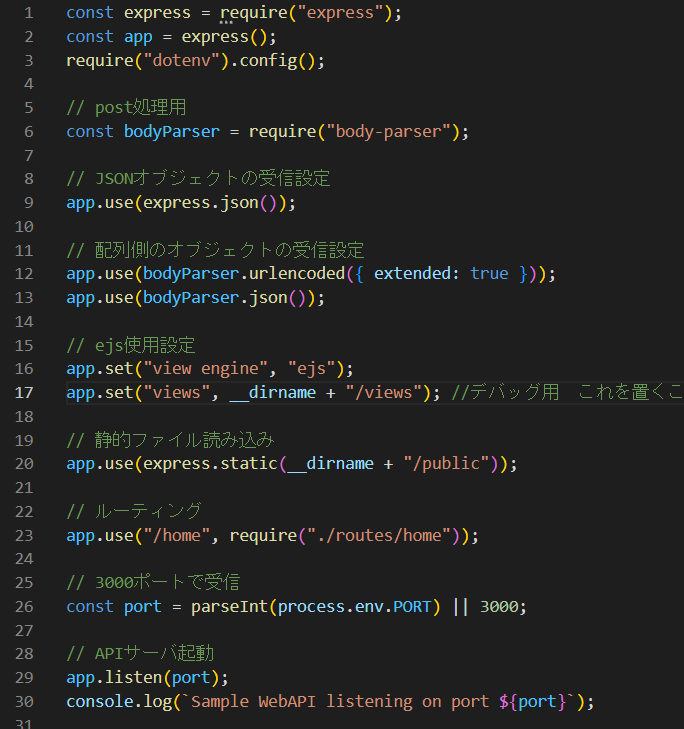 1 const express = require("express");
2 const app = express();
3 require("dotenv").config();
4
5 // post処理用
6 const bodyParser = require("body-parser");
7
8 // JSONオブジェクトの受信設定
9 app.use(express.json());
10
11 // 配列側のオブジェクトの受信設定
12 app.use(bodyParser.urlencoded({ extended: true }));
13 app.use(bodyParser.json());
14
15 // ejs使用設定
16 app.set("view engine", "ejs");
17 app.set("views", __dirname + "/views"); //デバッグ用　これを置くこ
18
19 // 静的ファイル読み込み
20 app.use(express.static(__dirname + "/public"));
21
22 // ルーティング
23 app.use("/home", require("./routes/home"));
24
25 // 3000ポートで受信
26 const port = parseInt(process.env.PORT) || 3000;
27
28 // APIサーバ起動
29 app.listen(port);
30 console.log(`Sample WebAPI listening on port ${port}`);
31